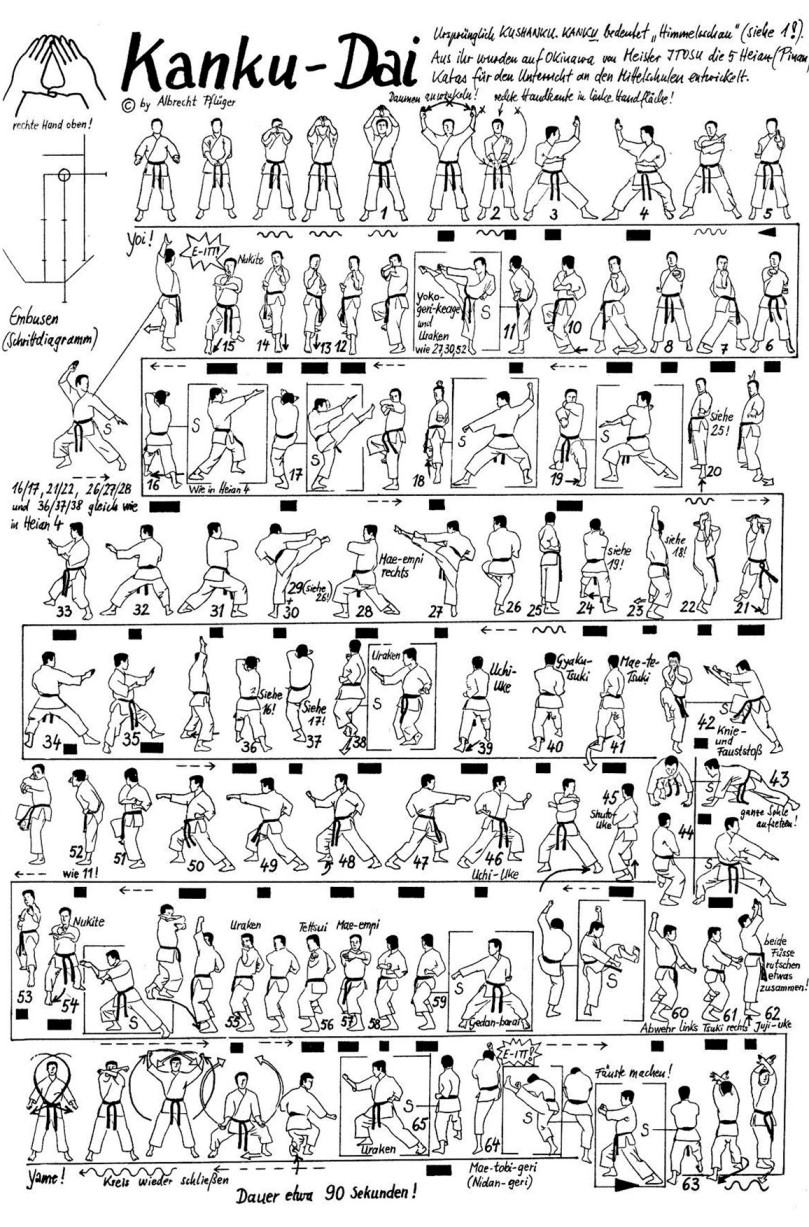 Kanku-Dai
© by Albrecht Pflüger
Ursprünglich KUSHANKU. KANKU bedeutet „Himmelsschau" (siehe 1!).
Aus ihr wurden auf Okinawa von Meister ITOSU die 5 Heian (Pinan)
Katas für den Unterricht an den Mittelschulen entwickelt.
Daumen anwinkeln!
rechte Handkante in linke Handfläche!
rechte Hand oben!
1
2
3
4
5
Yoi!
E-ITT!
Nukite
15
14
13
12
Yoko-
geri-keage
und
Uraken
wie 27,30,52
S
11
10
8
7
6
Embusen
(Schrittdiagramm)
S
16
S
Wie in Heian 4
17
S
18
S
19
S
20
siehe
25!
16/17, 21/22, 26/27/28
und 36/37/38 gleich wie
in Heian 4
33
32
31
29 (siehe
26!)
30
28
Mae-empi
rechts
27
26
25
24
siehe
19!
23
siehe
18!
22
21
34
35
36
Siehe
16!
37
Siehe
17!
38
Uraken
S
39
Uchi-
Uke
40
Gyaku-
Tsuki
41
Mae-te-
Tsuki
42
S
Knie-
und
Fauststoß
52
wie 11!
51
50
49
48
47
46
Uchi-Uke
45
Shuto-
Uke
S
43
ganze Sohle
aufsetzen!
44
S
53
54
Nukite
S
55
Uraken
56
Tettsui
57
Mae-empi
58
59
S
Gedan-barai
S
60
Abwehr links
61
Tsuki rechts
62
Juji-Uke
beide
Füsse
rutschen
etwas
zusammen!
Yame!
Kreis wieder schließen
Uraken
S
65
64
E-ITT!
S
Mae-tobi-geri
(Nidan-geri)
Fäuste machen!
S
63
Dauer etwa 90 Sekunden!